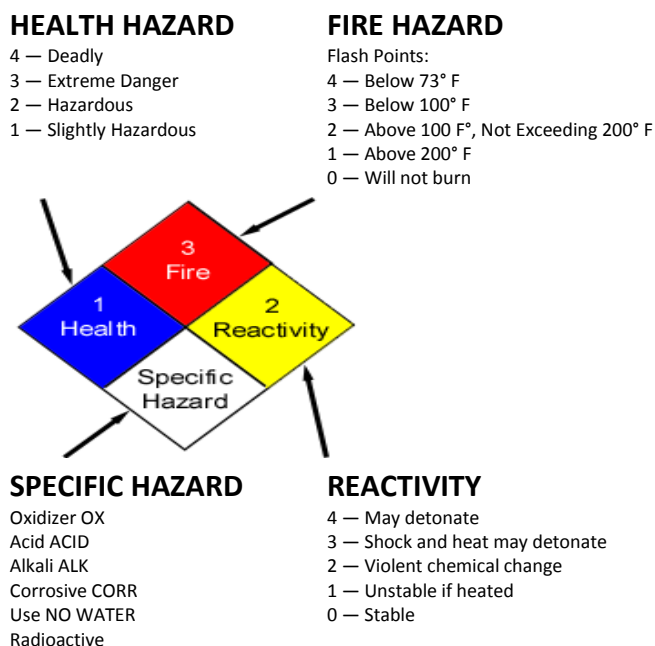 HEALTH HAZARD
4 — Deadly
3 — Extreme Danger
2 — Hazardous
1 — Slightly Hazardous
FIRE HAZARD
Flash Points:
4 — Below 73° F
3 — Below 100° F
2 — Above 100 F°, Not Exceeding 200° F
1 — Above 200° F
0 — Will not burn
3
Fire
1
Health
2
Reactivity
Specific
Hazard
SPECIFIC HAZARD
Oxidizer OX
Acid ACID
Alkali ALK
Corrosive CORR
Use NO WATER
Radioactive
REACTIVITY
4 — May detonate
3 — Shock and heat may detonate
2 — Violent chemical change
1 — Unstable if heated
0 — Stable